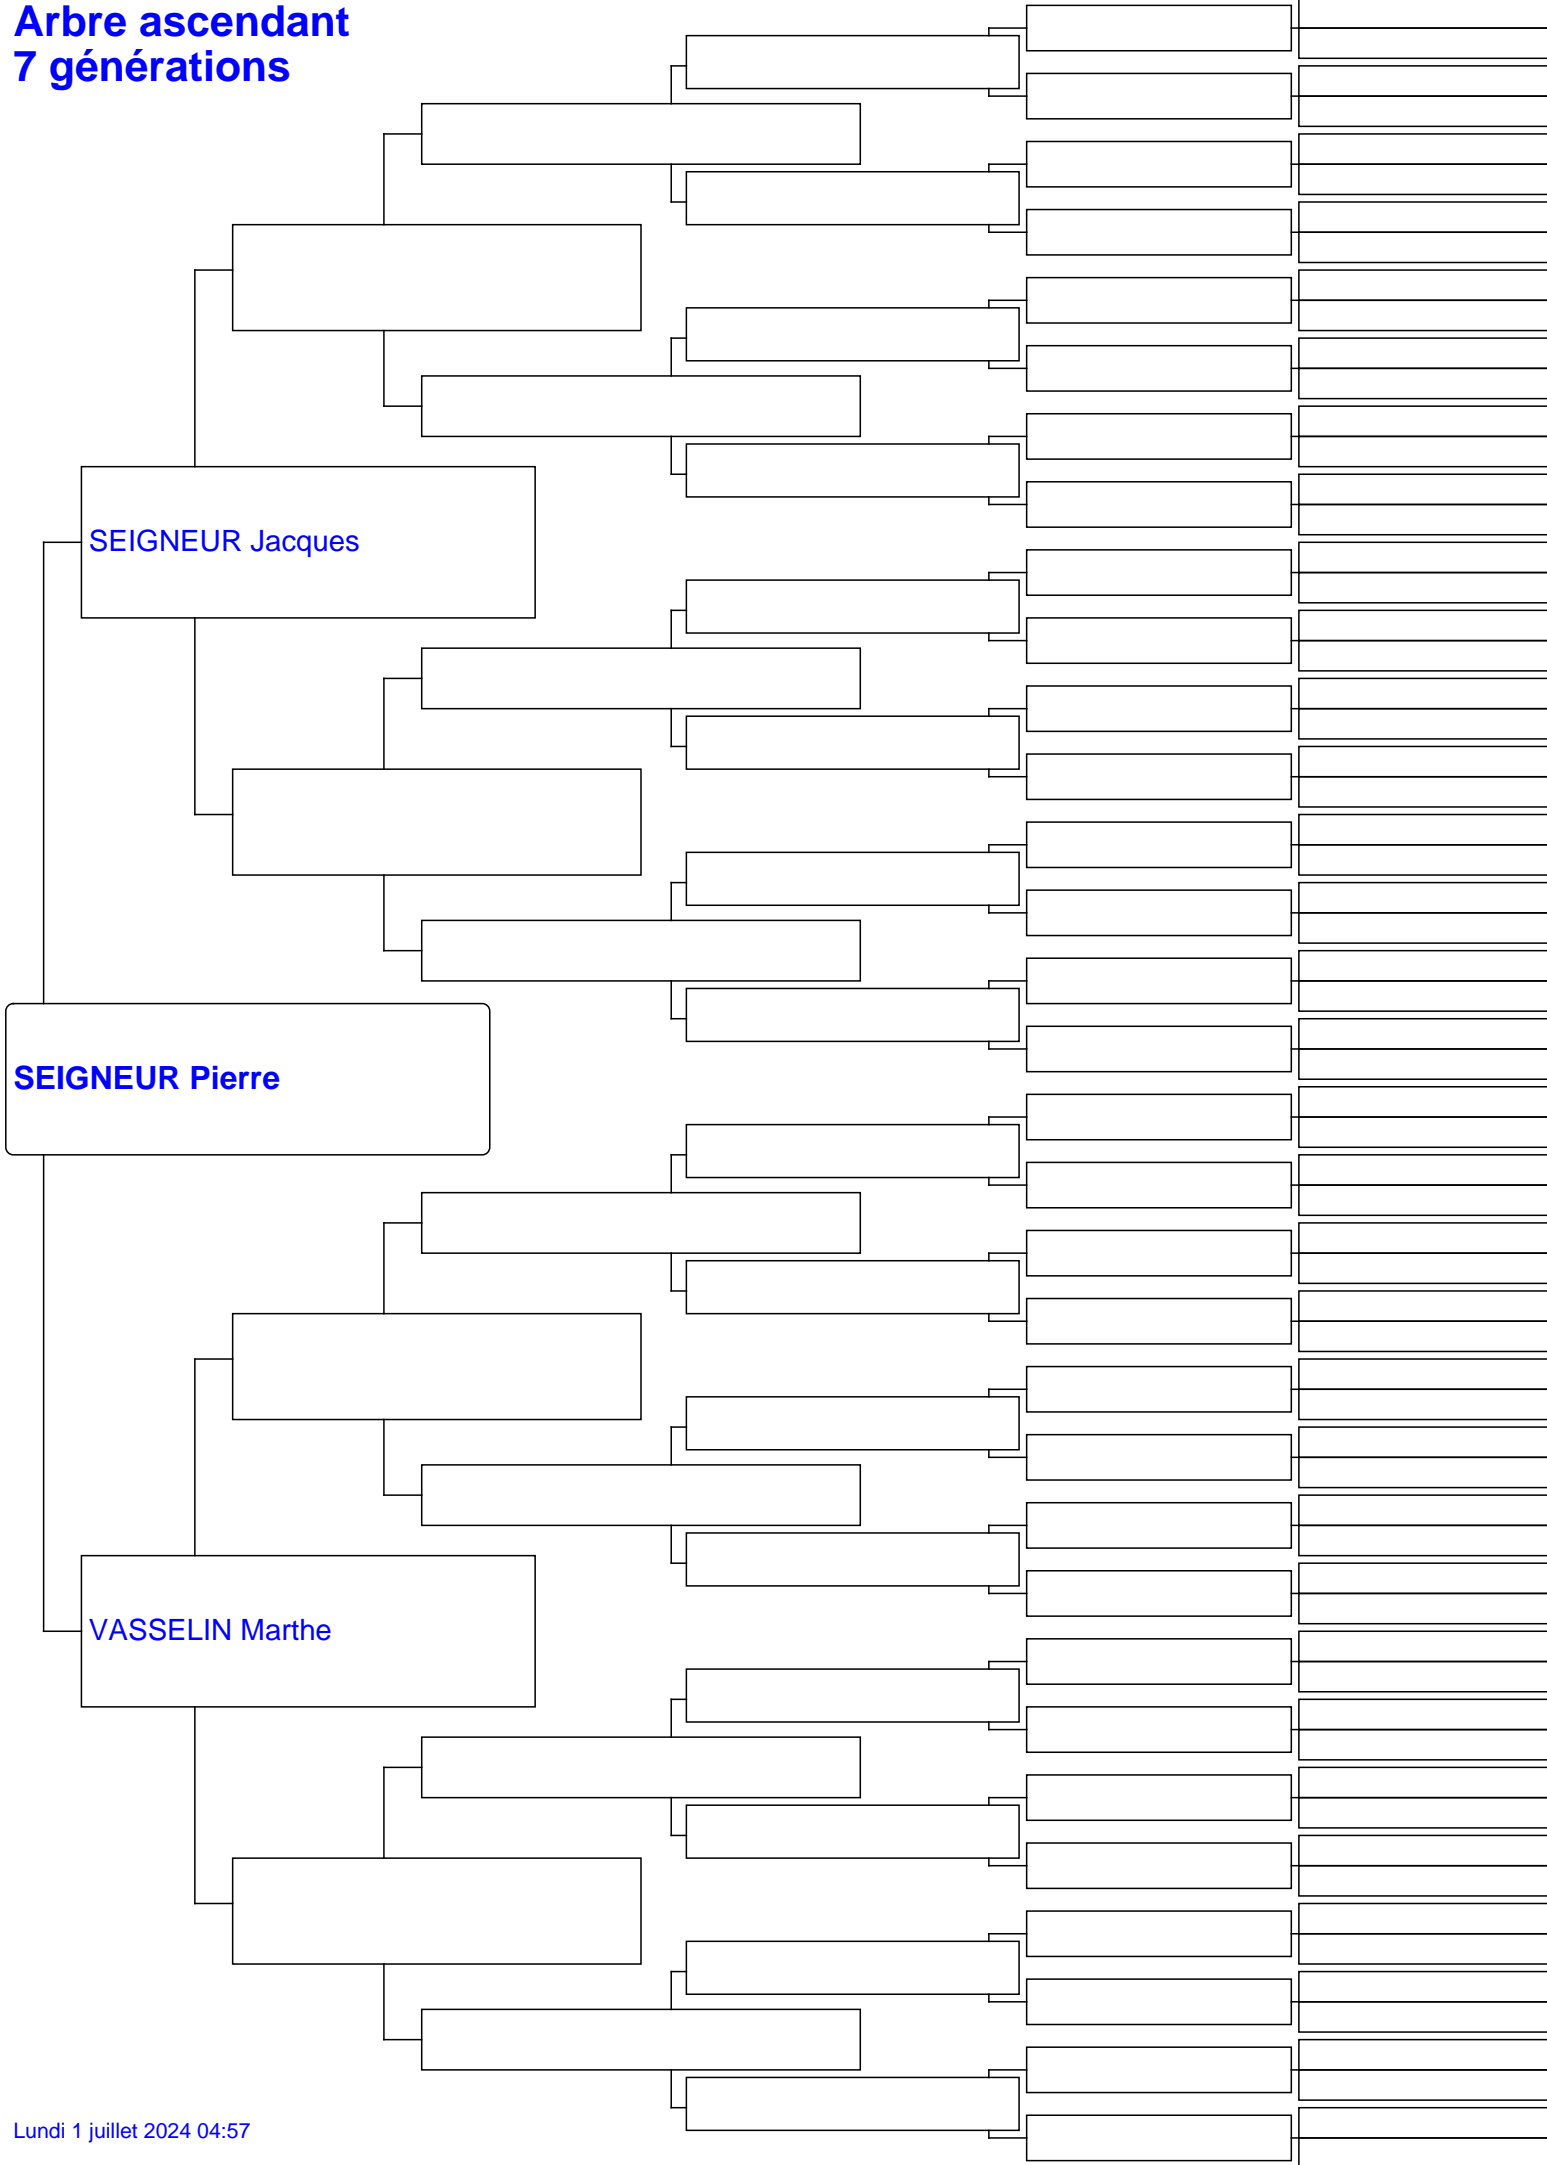 Arbre ascendant
7 générations
SEIGNEUR Jacques
SEIGNEUR Pierre
VASSELIN Marthe
Lundi 1 juillet 2024 04:57